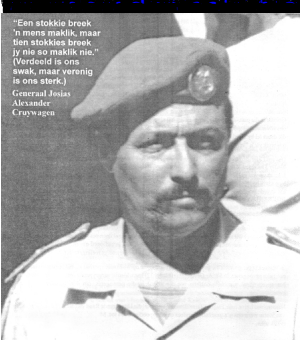 “Een stokkie breek
’n mens maklik, maar
tien stokkies breek
jy nie so maklik nie.”
(Verdeeld is ons
swak, maar verenig
is ons sterk.)
Generaal Josias
Alexander
Cruywagen